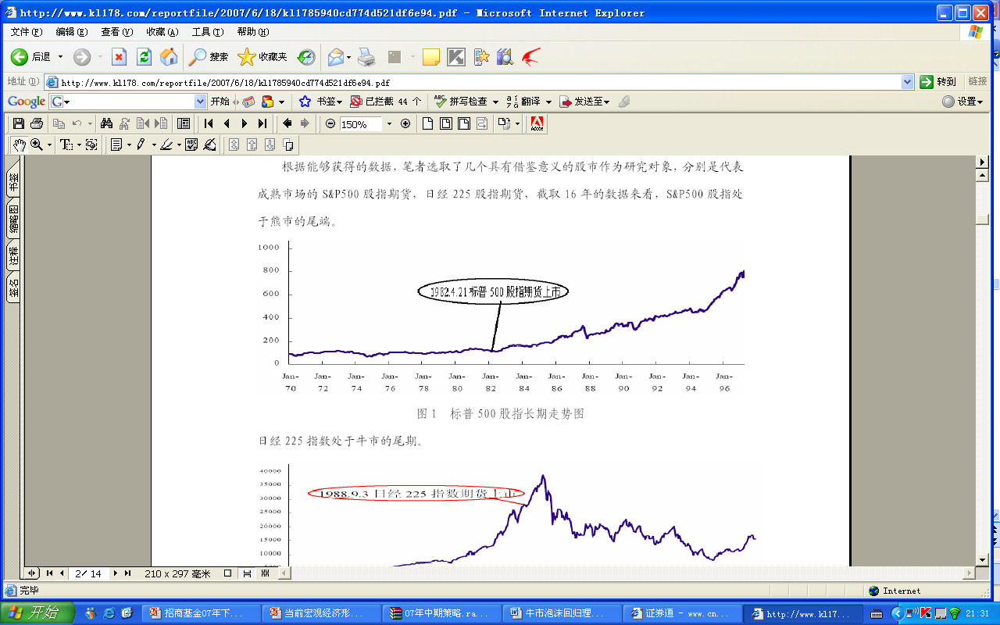 http://www.kl178.com/reportfile/2007/6/18/kl1785940cd774d521df6e94.pdf - Microsoft Internet Explorer
文件(F) 编辑(E) 查看(V) 收藏(A) 工具(T) 帮助(H)
后退 搜索 收藏夹
地址(D) http://www.kl178.com/reportfile/2007/6/18/kl1785940cd774d521df6e94.pdf 转到 链接
Google G 开始 书签 已拦截 44 个 ABC 拼写检查 翻译 发送至 设置
150% Adobe
书签
缩略图
注释
签名
根据能够获得的数据，笔者选取了几个具有借鉴意义的股市作为研究对象，分别是代表
成熟市场的 S&P500 股指期货，日经 225 股指期货，截取 16 年的数据来看，S&P500 股指处
于熊市的尾端。
1000
800
600
400
200
0
1982.4.21标普 500 股指期货上市
Jan-70 Jan-72 Jan-74 Jan-76 Jan-78 Jan-80 Jan-82 Jan-84 Jan-86 Jan-88 Jan-90 Jan-92 Jan-94 Jan-96
图 1 标普 500 股指长期走势图
日经 225 指数处于牛市的尾期。
40000
35000
30000
25000
20000
15000
10000
1988.9.3 日经 225 指数期货上市
2/ 14 210 x 297 毫米
完毕 Internet
开始 招商基金07年下... 当前宏观经济形... 07年中期策略.ra... 牛市泡沫回归理... 证券通 - www.cn... http://www.kl17... 21:31